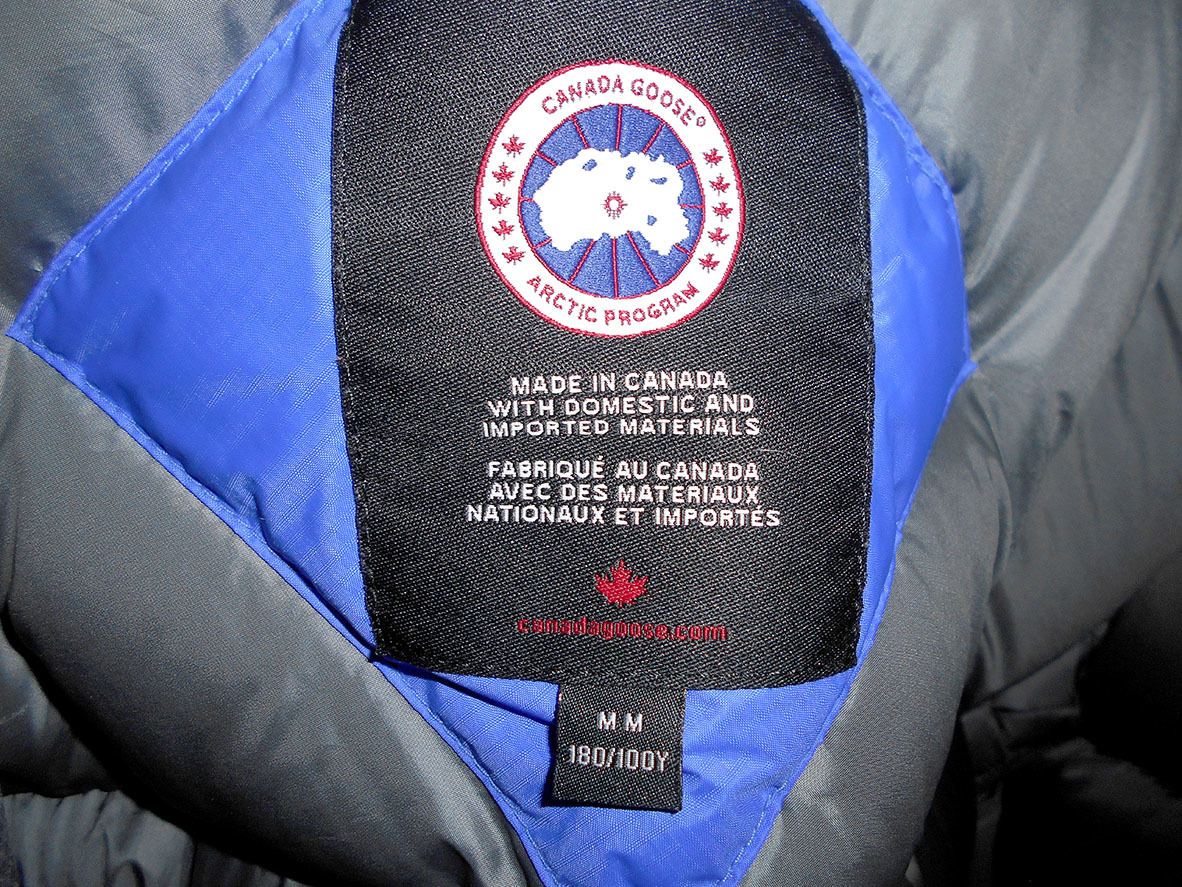 CANADA GOOSE®
ARCTIC PROGRAM
MADE IN CANADA
WITH DOMESTIC AND
IMPORTED MATERIALS
FABRIQUÉ AU CANADA
AVEC DES MATERIAUX
NATIONAUX ET IMPORTÉS
canadagoose.com
M M
180/100Y